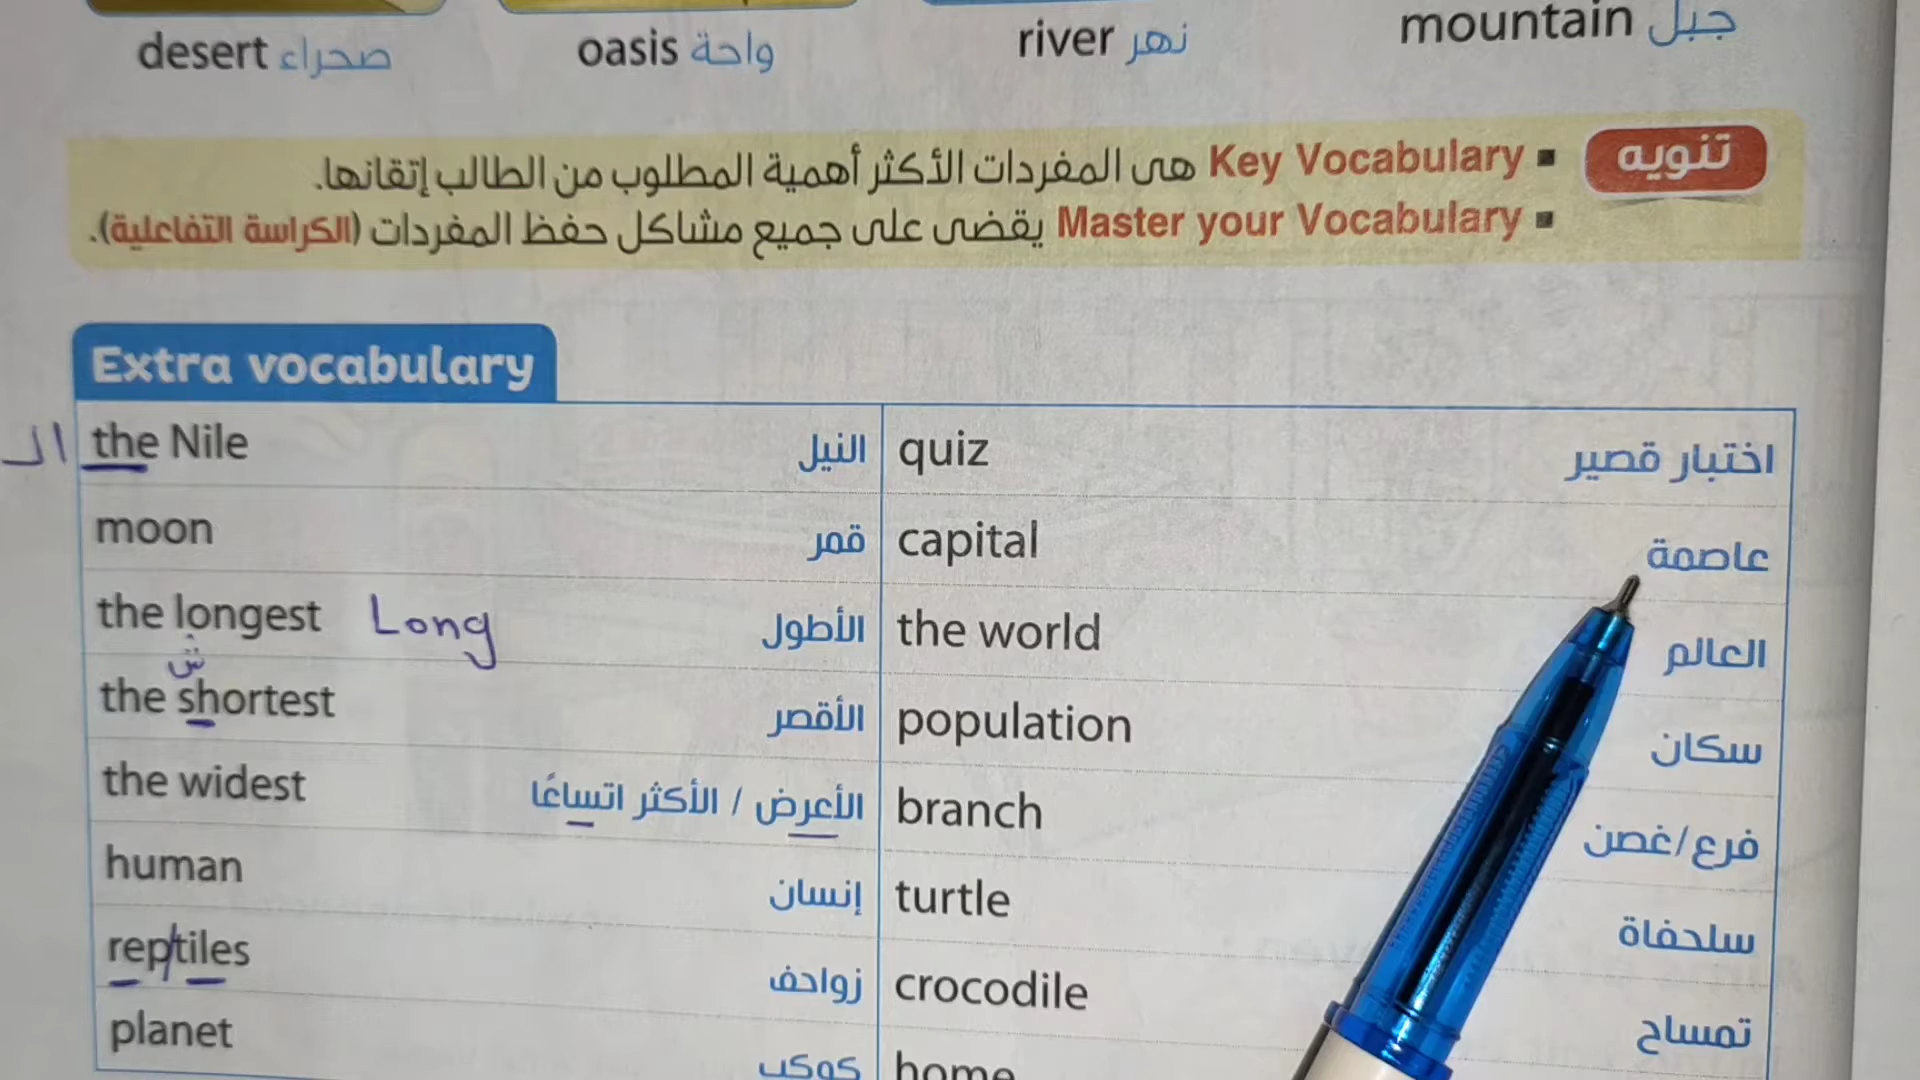 desert صحراء oasis واحة river نهر mountain جبل
تنويه
▪ Key Vocabulary هى المفردات الأكثر أهمية المطلوب من الطالب إتقانها.
▪ Master your Vocabulary يقضى على جميع مشاكل حفظ المفردات (الكراسة التفاعلية).
Extra vocabulary
الـ the Nile النيل quiz اختبار قصير
moon قمر capital عاصمة
the longest Long الأطول the world العالم
ش
the shortest الأقصر population سكان
the widest الأعرض / الأكثر اتساعًا branch فرع/غصن
human إنسان turtle سلحفاة
reptiles زواحف crocodile تمساح
planet كوكب home